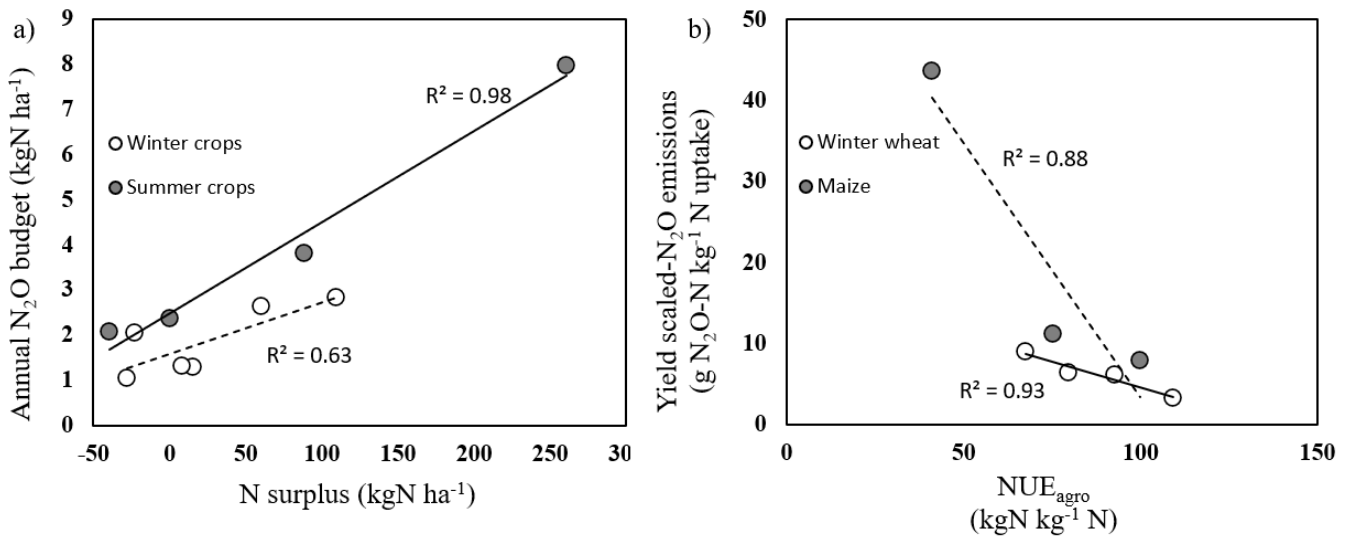 a)
Annual N₂O budget (kgN ha⁻¹)
9
8
7
6
5
4
3
2
1
0
R² = 0.98
Winter crops
Summer crops
R² = 0.63
-50 0 50 100 150 200 250 30
N surplus (kgN ha⁻¹)
b)
Yield scaled-N₂O emissions
(g N₂O-N kg⁻¹ N uptake)
50
40
30
20
10
0
Winter wheat
Maize
R² = 0.88
R² = 0.93
0 50 100 150
NUEₐgro
(kgN kg⁻¹ N)